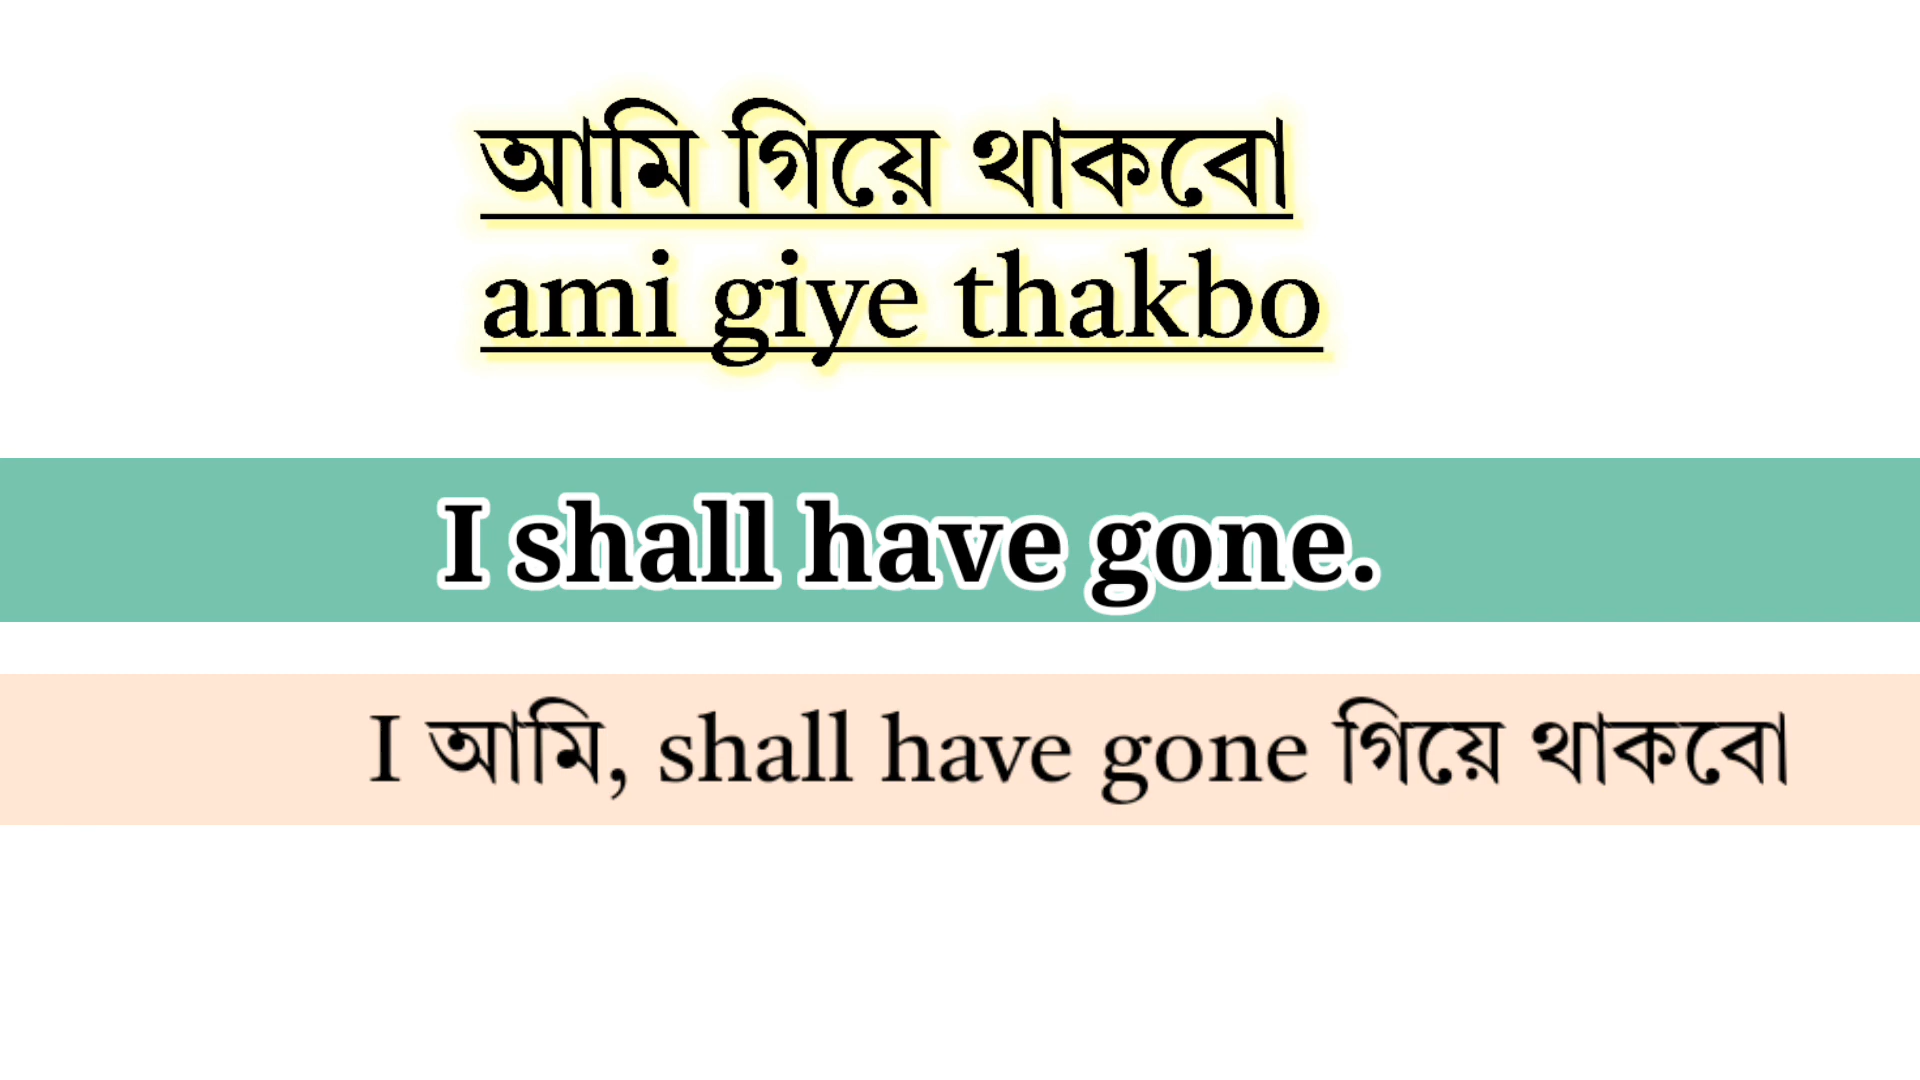 আমি গিয়ে থাকবো
ami giye thakbo
I shall have gone.
I আমি, shall have gone গিয়ে থাকবো